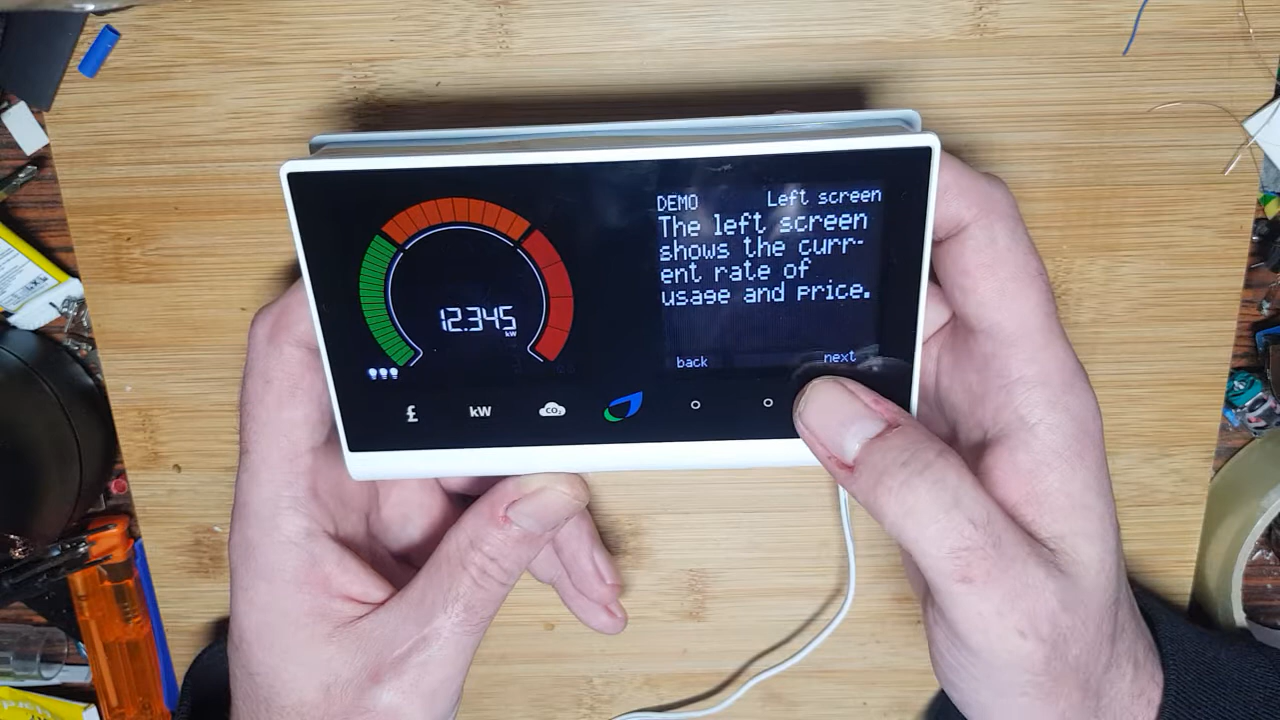 DEMO Left screen
The left screen
shows the curr-
ent rate of
usage and price.
12.345
kW
back next
£ kW CO₂